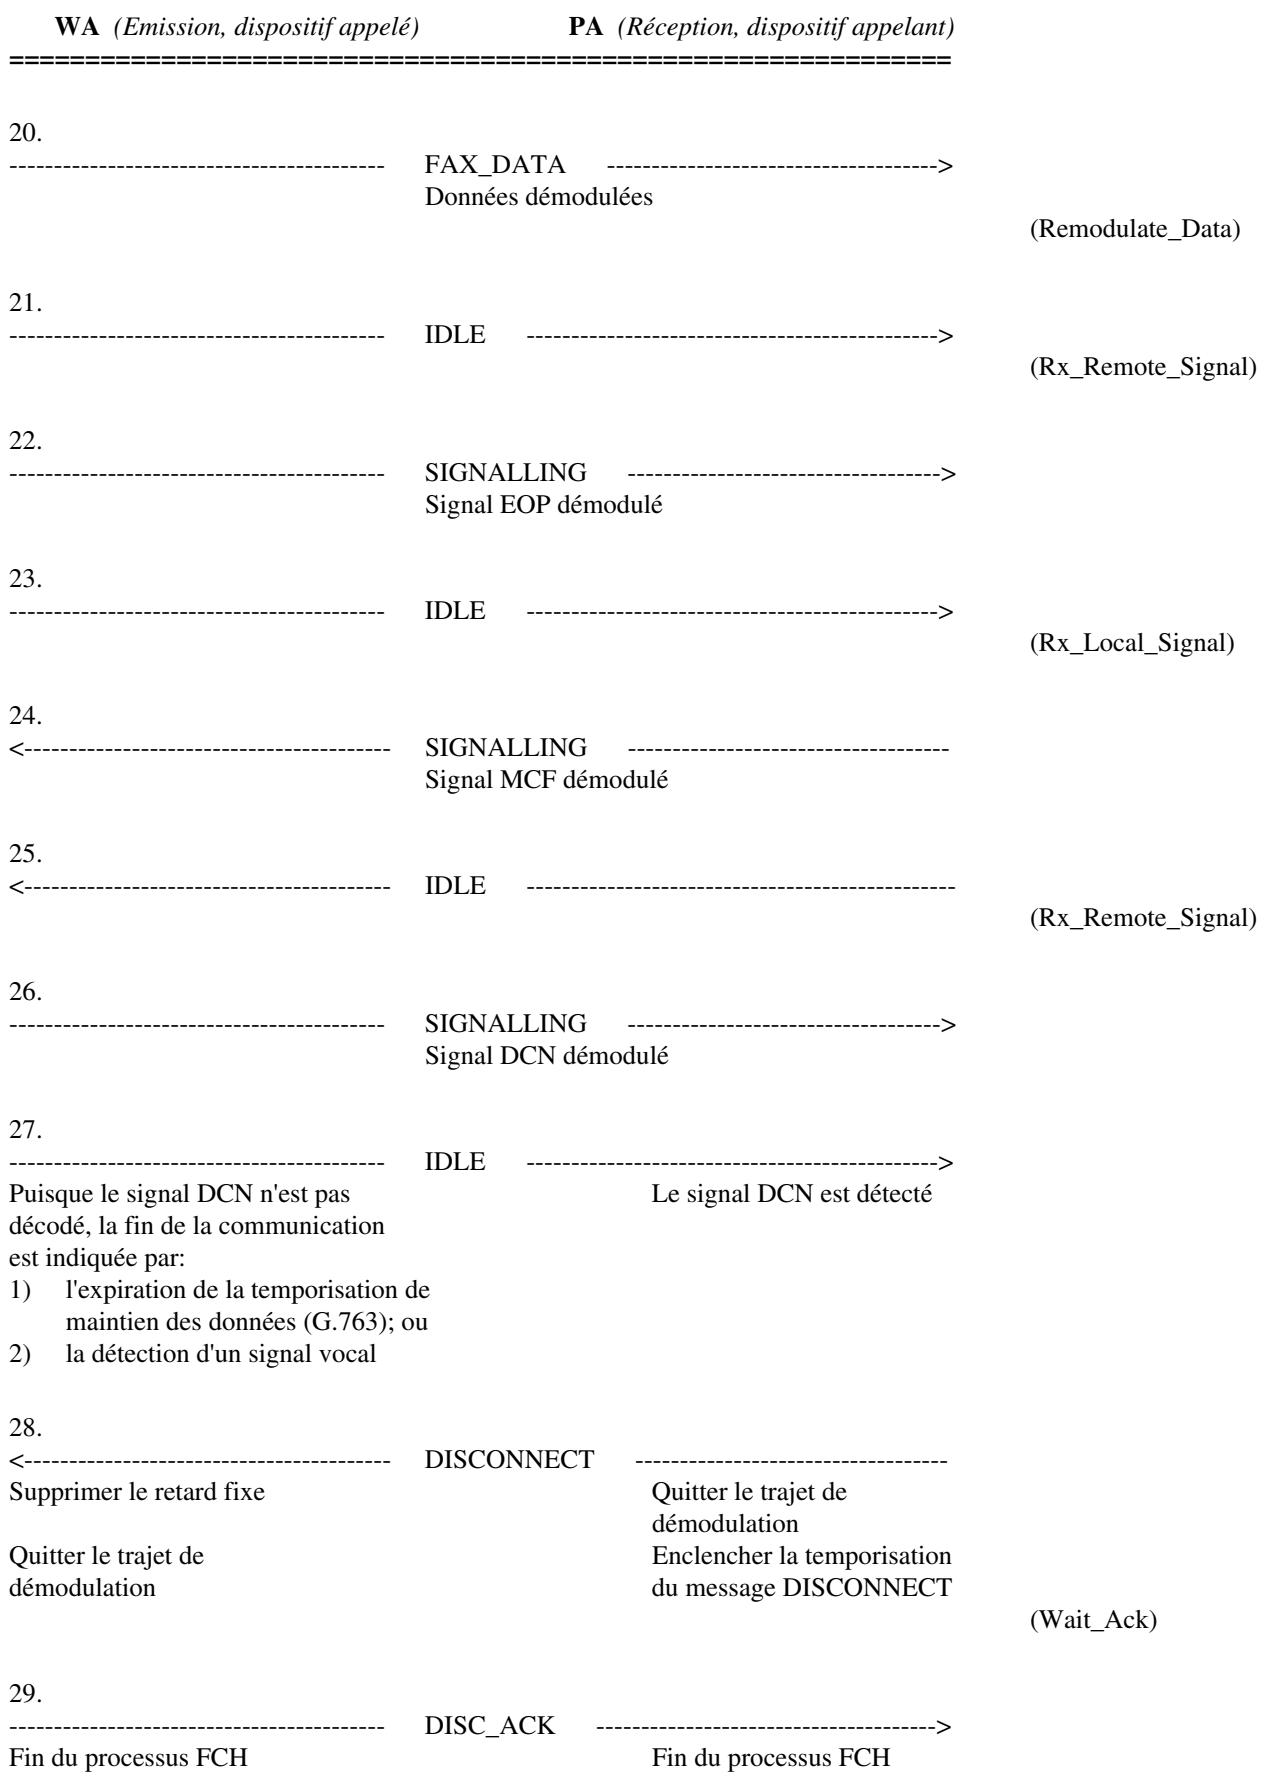 WA (Emission, dispositif appelé) PA (Réception, dispositif appelant)
==============================================================
20.
------------------------------------------ FAX_DATA ------------------------------------->
Données démodulées
(Remodulate_Data)
21.
------------------------------------------ IDLE ---------------------------------------------->
(Rx_Remote_Signal)
22.
------------------------------------------ SIGNALLING ----------------------------------->
Signal EOP démodulé
23.
------------------------------------------ IDLE ---------------------------------------------->
(Rx_Local_Signal)
24.
<----------------------------------------- SIGNALLING ------------------------------------
Signal MCF démodulé
25.
<----------------------------------------- IDLE ------------------------------------------------
(Rx_Remote_Signal)
26.
------------------------------------------ SIGNALLING ----------------------------------->
Signal DCN démodulé
27.
------------------------------------------ IDLE ---------------------------------------------->
Puisque le signal DCN n'est pas Le signal DCN est détecté
décodé, la fin de la communication
est indiquée par:
1) l'expiration de la temporisation de
maintien des données (G.763); ou
2) la détection d'un signal vocal
28.
<----------------------------------------- DISCONNECT -----------------------------------
Supprimer le retard fixe Quitter le trajet de
démodulation
Quitter le trajet de Enclencher la temporisation
démodulation du message DISCONNECT
(Wait_Ack)
29.
------------------------------------------ DISC_ACK -------------------------------------->
Fin du processus FCH Fin du processus FCH